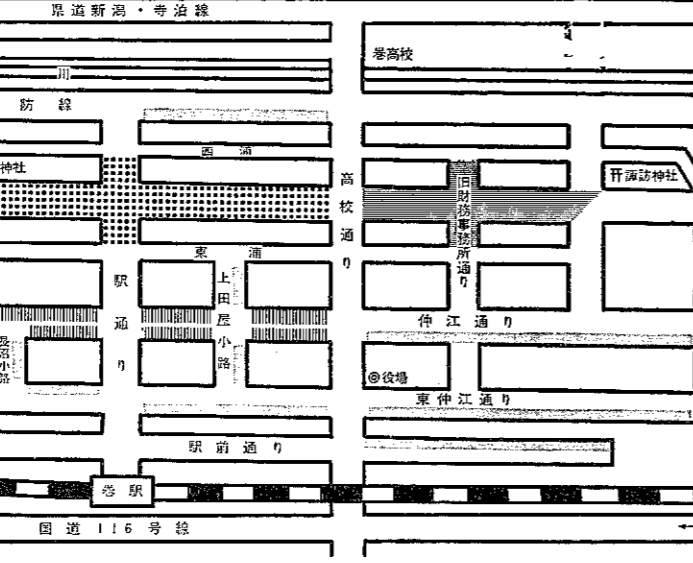 県道新潟・寺泊線
巻高校
川
防線
西浦
神社
諏訪神社
高校通り
旧財務事務所通り
東浦
駅通り
上田屋小路
仲江通り
長沼小路
◎役場
東仲江通り
駅前通り
巻駅
国道116号線